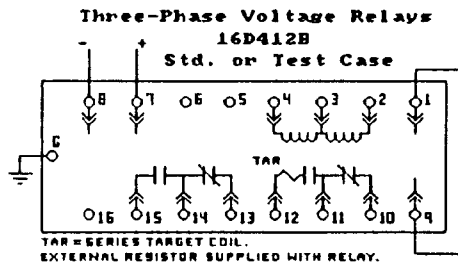 Three-Phase Voltage Relays
16D412B
Std. or Test Case
- +
8 7 6 5 4 3 2 1
G
TAR
16 15 14 13 12 11 10 9
TAR = SERIES TARGET COIL.
EXTERNAL RESISTOR SUPPLIED WITH RELAY.